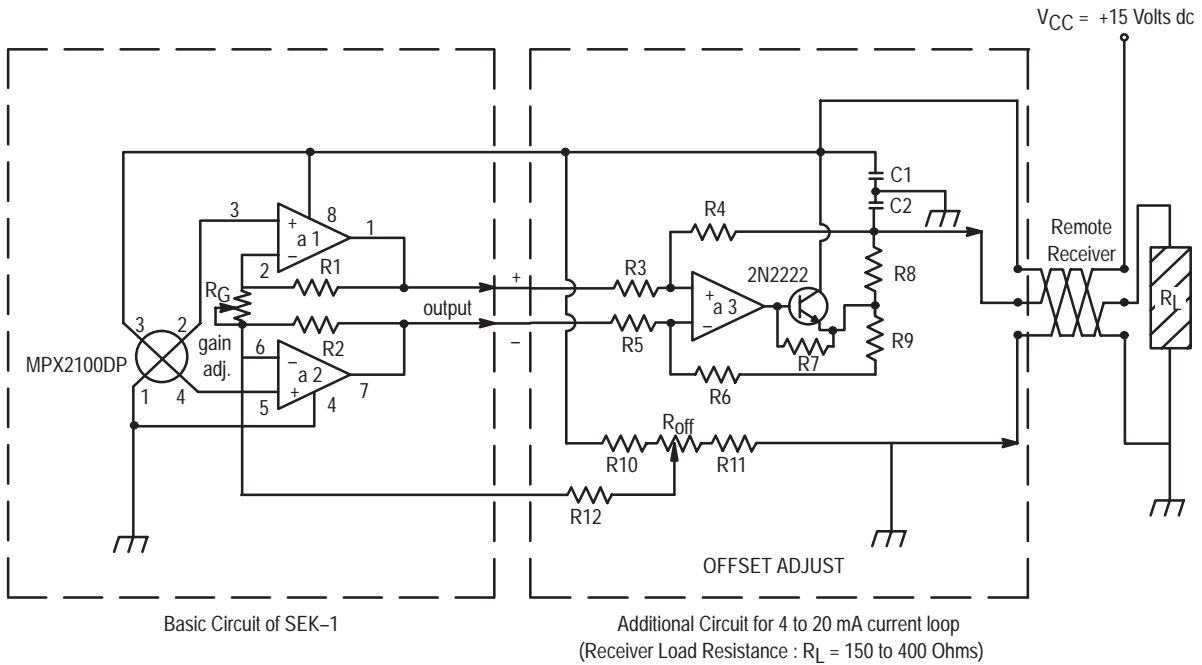 VCC = +15 Volts dc
C1
C2
3
8
R4
+
a 1
1
Remote
Receiver
2
−
R1
R3
2N2222
R8
RG
output
+
+
a 3
RL
3
2
gain
adj.
R2
−
R5
−
R7
R9
MPX2100DP
6
−
a 2
7
R6
1
4
5
+
4
Roff
R10
R11
R12
OFFSET ADJUST
Basic Circuit of SEK–1
Additional Circuit for 4 to 20 mA current loop
(Receiver Load Resistance : RL = 150 to 400 Ohms)